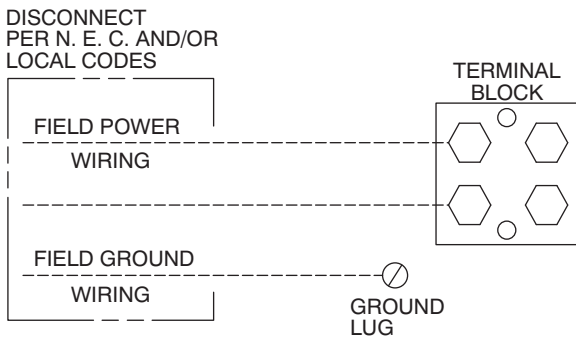 DISCONNECT
PER N. E. C. AND/OR
LOCAL CODES
TERMINAL
BLOCK
FIELD POWER
WIRING
FIELD GROUND
WIRING
GROUND
LUG